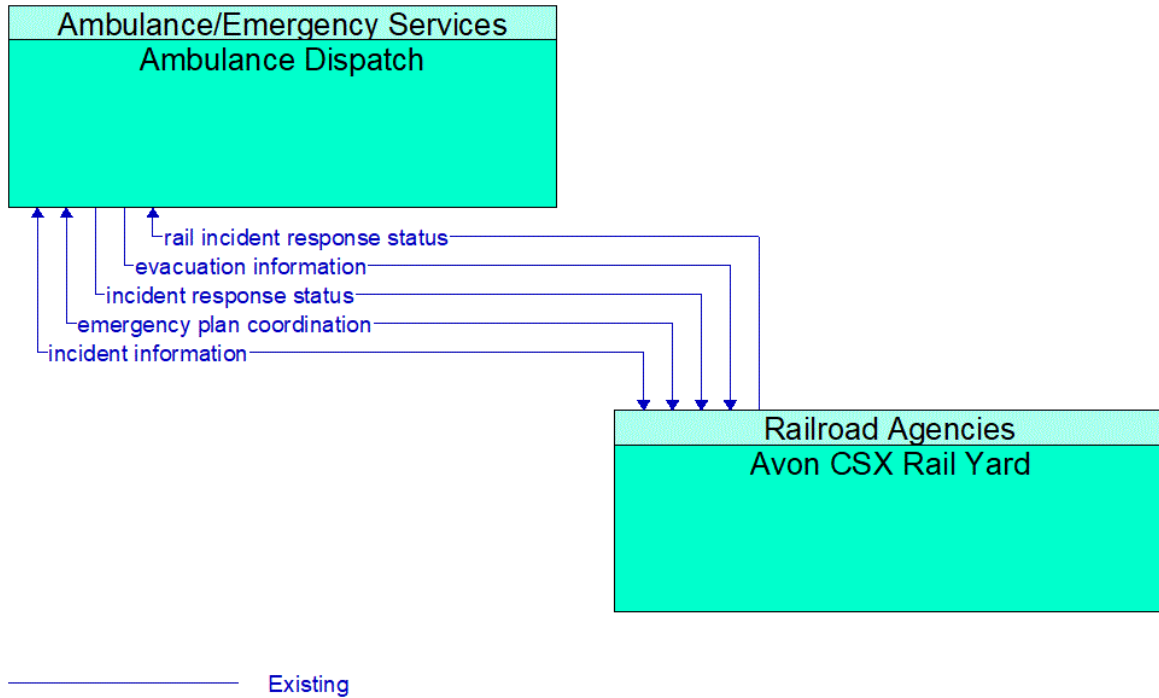 Ambulance/Emergency Services
Ambulance Dispatch
rail incident response status
evacuation information
incident response status
emergency plan coordination
incident information
Railroad Agencies
Avon CSX Rail Yard
Existing